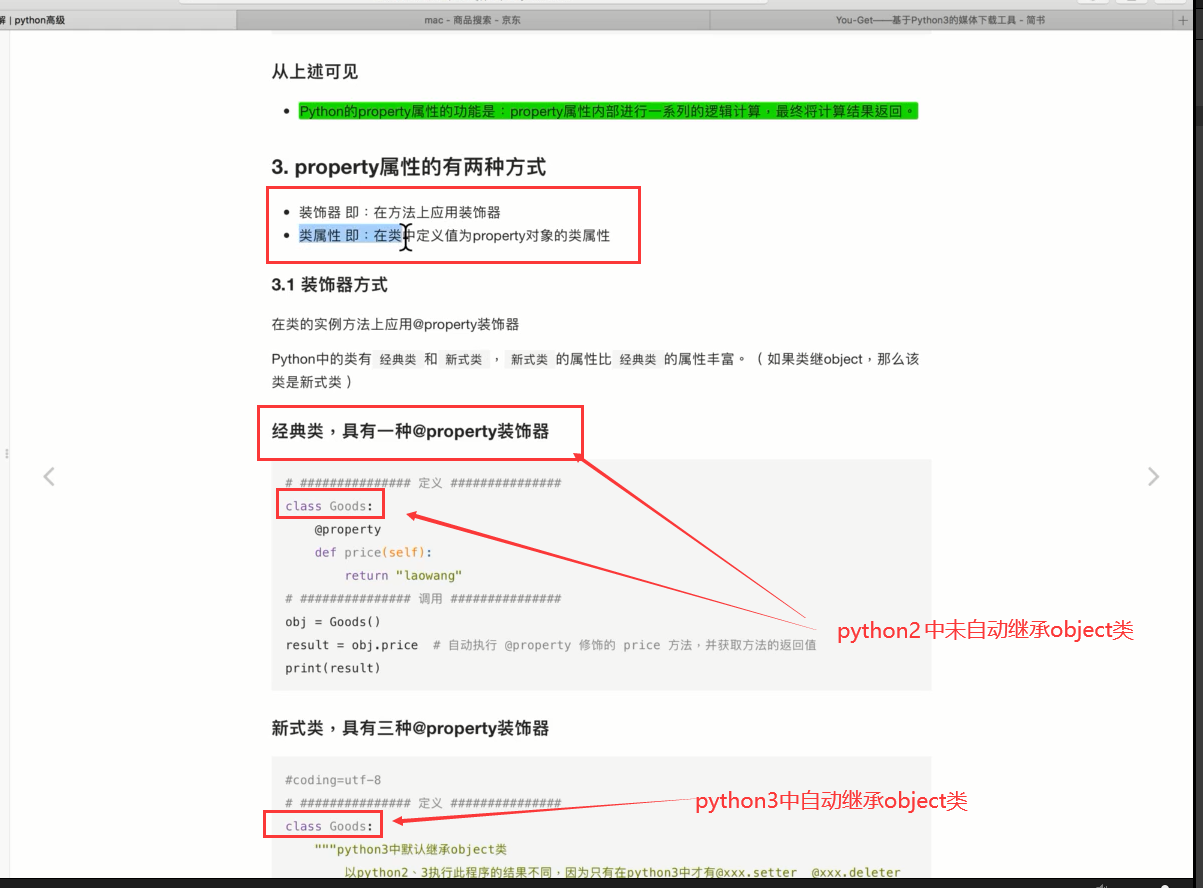 解 | python高级
mac - 商品搜索 - 京东
You-Get——基于Python3的媒体下载工具 - 简书
从上述可见
Python的property属性的功能是：property属性内部进行一系列的逻辑计算，最终将计算结果返回。
3. property属性的有两种方式
装饰器 即：在方法上应用装饰器
类属性 即：在类中定义值为property对象的类属性
3.1 装饰器方式
在类的实例方法上应用@property装饰器
Python中的类有 经典类 和 新式类 ， 新式类 的属性比 经典类 的属性丰富。（ 如果类继object，那么该
类是新式类 ）
经典类，具有一种@property装饰器
# ############### 定义 ###############
class Goods:
@property
def price(self):
return "laowang"
# ############### 调用 ###############
obj = Goods()
result = obj.price  # 自动执行 @property 修饰的 price 方法，并获取方法的返回值
print(result)
python2中未自动继承object类
新式类，具有三种@property装饰器
#coding=utf-8
# ############### 定义 ###############
class Goods:
python3中自动继承object类
"""python3中默认继承object类
以python2、3执行此程序的结果不同，因为只有在python3中才有@xxx.setter  @xxx.deleter